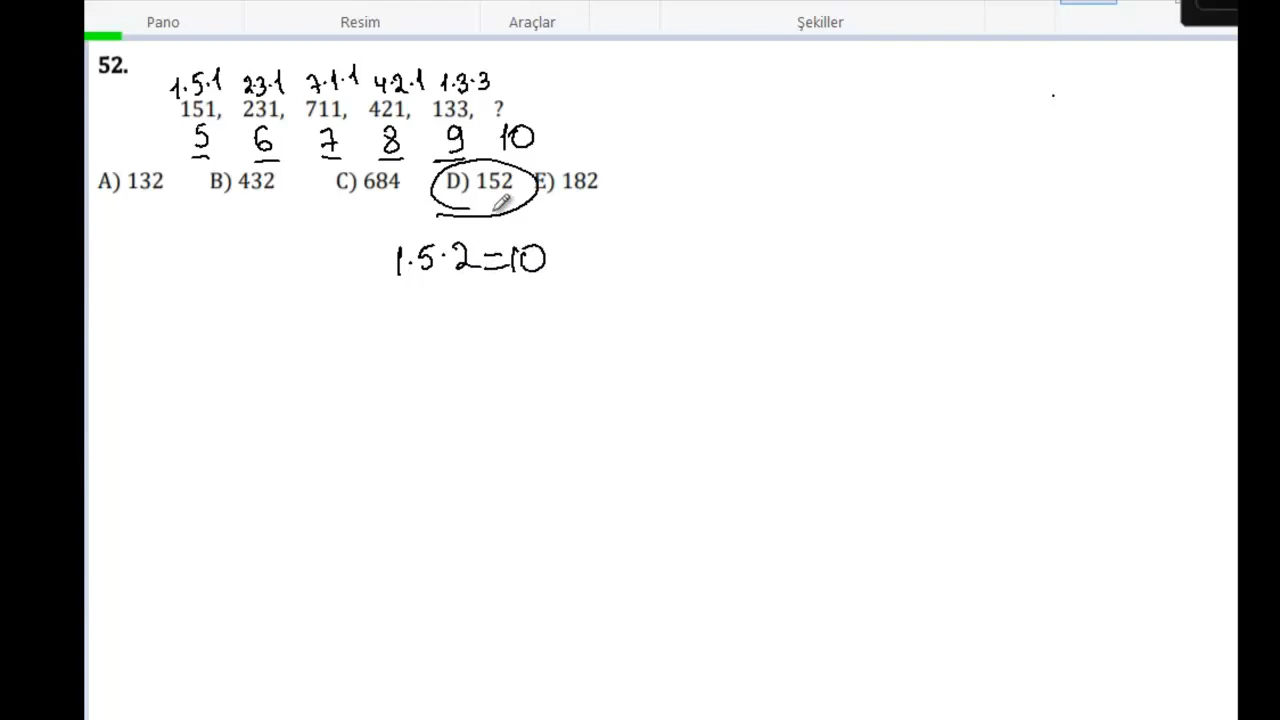 Pano Resim Araçlar Şekiller
52.
1.5.1 2.3.1 7.1.1 4.2.1 1.3.3
151, 231, 711, 421, 133, ?
5 6 7 8 9 10
A) 132 B) 432 C) 684 D) 152 E) 182
1.5.2=10